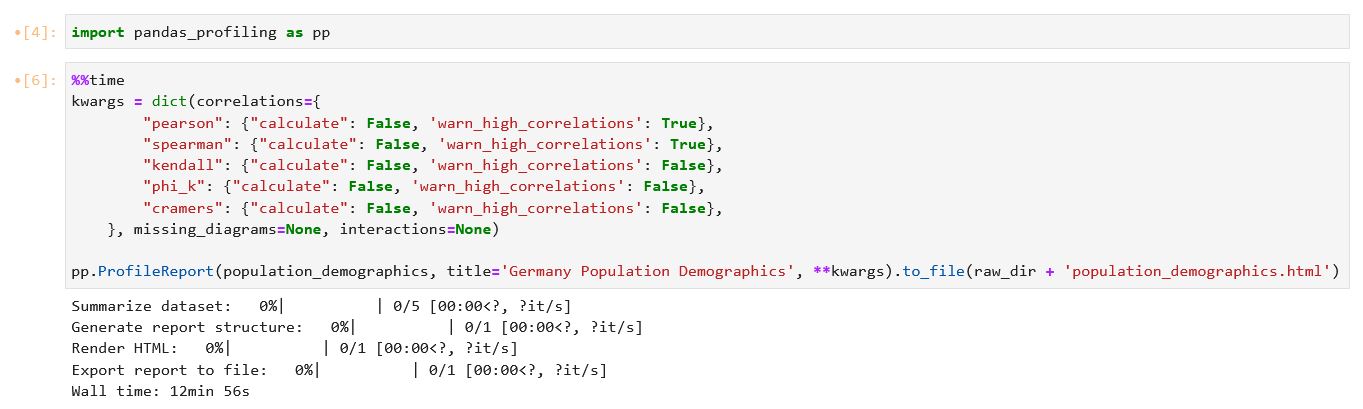 •[4]: import pandas_profiling as pp
•[6]: %%time
kwargs = dict(correlations={
"pearson": {"calculate": False, 'warn_high_correlations': True},
"spearman": {"calculate": False, 'warn_high_correlations': True},
"kendall": {"calculate": False, 'warn_high_correlations': False},
"phi_k": {"calculate": False, 'warn_high_correlations': False},
"cramers": {"calculate": False, 'warn_high_correlations': False},
}, missing_diagrams=None, interactions=None)
pp.ProfileReport(population_demographics, title='Germany Population Demographics', **kwargs).to_file(raw_dir + 'population_demographics.html')
Summarize dataset:   0%|          | 0/5 [00:00<?, ?it/s]
Generate report structure:   0%|          | 0/1 [00:00<?, ?it/s]
Render HTML:   0%|          | 0/1 [00:00<?, ?it/s]
Export report to file:   0%|          | 0/1 [00:00<?, ?it/s]
Wall time: 12min 56s